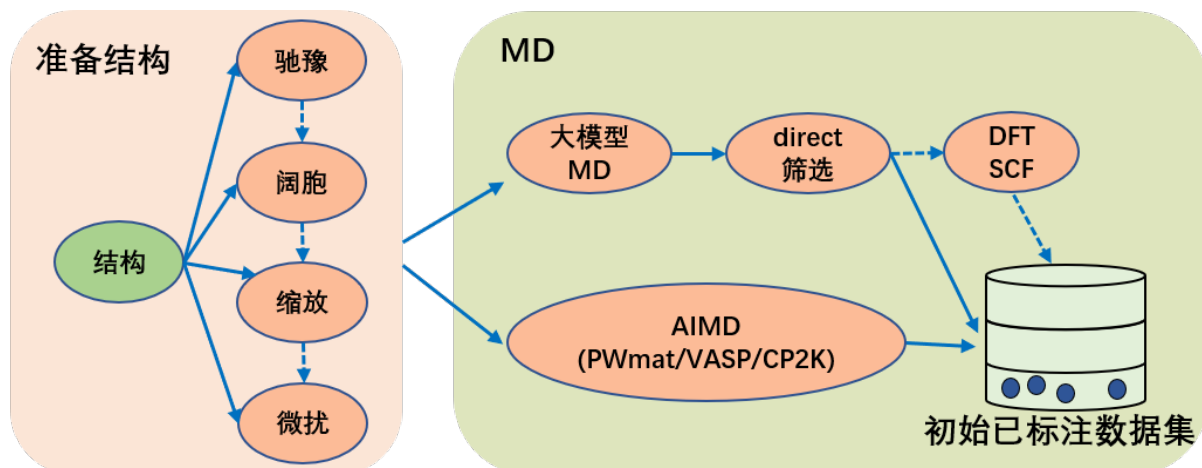 准备结构
驰豫
阔胞
结构
缩放
微扰
MD
大模型
MD
direct
筛选
DFT
SCF
AIMD
(PWmat/VASP/CP2K)
初始已标注数据集